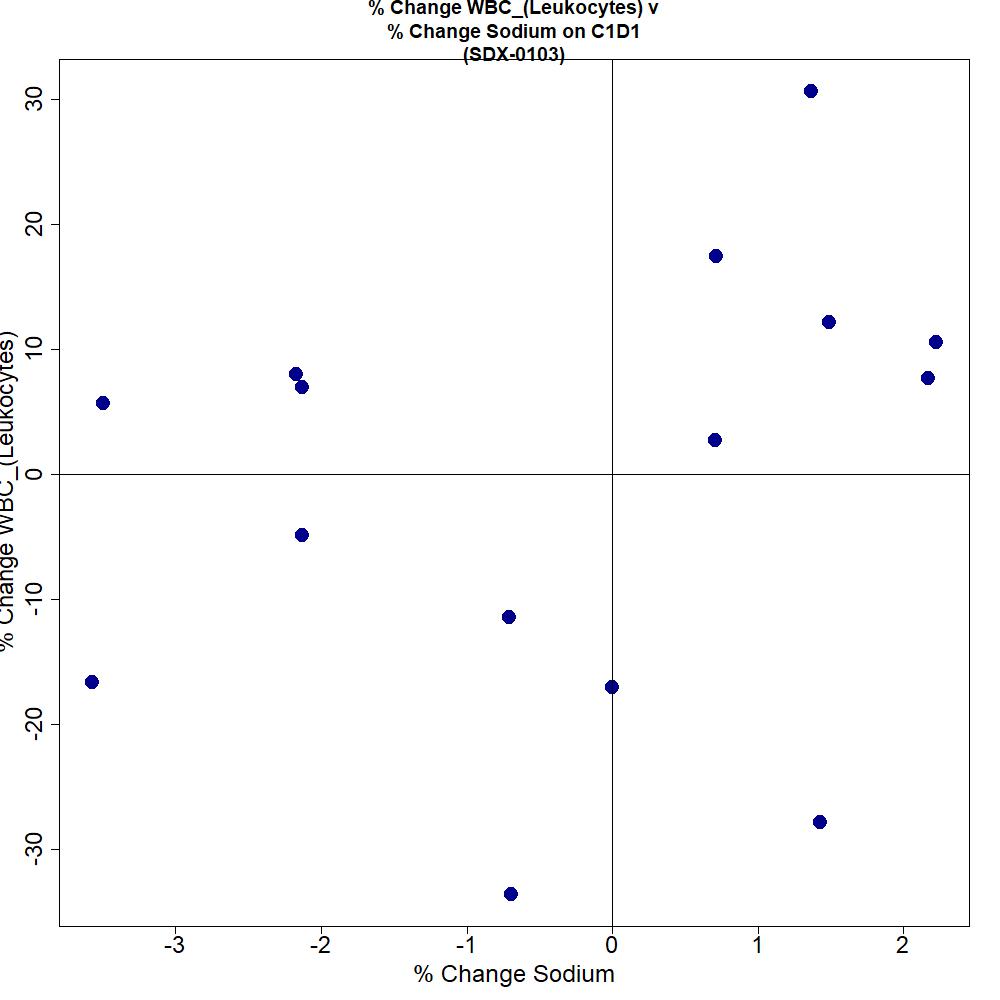 % Change WBC_(Leukocytes) v
% Change Sodium on C1D1
(SDX-0103)
% Change WBC_(Leukocytes)
30
20
10
0
-10
-20
-30
-3
-2
-1
0
1
2
% Change Sodium